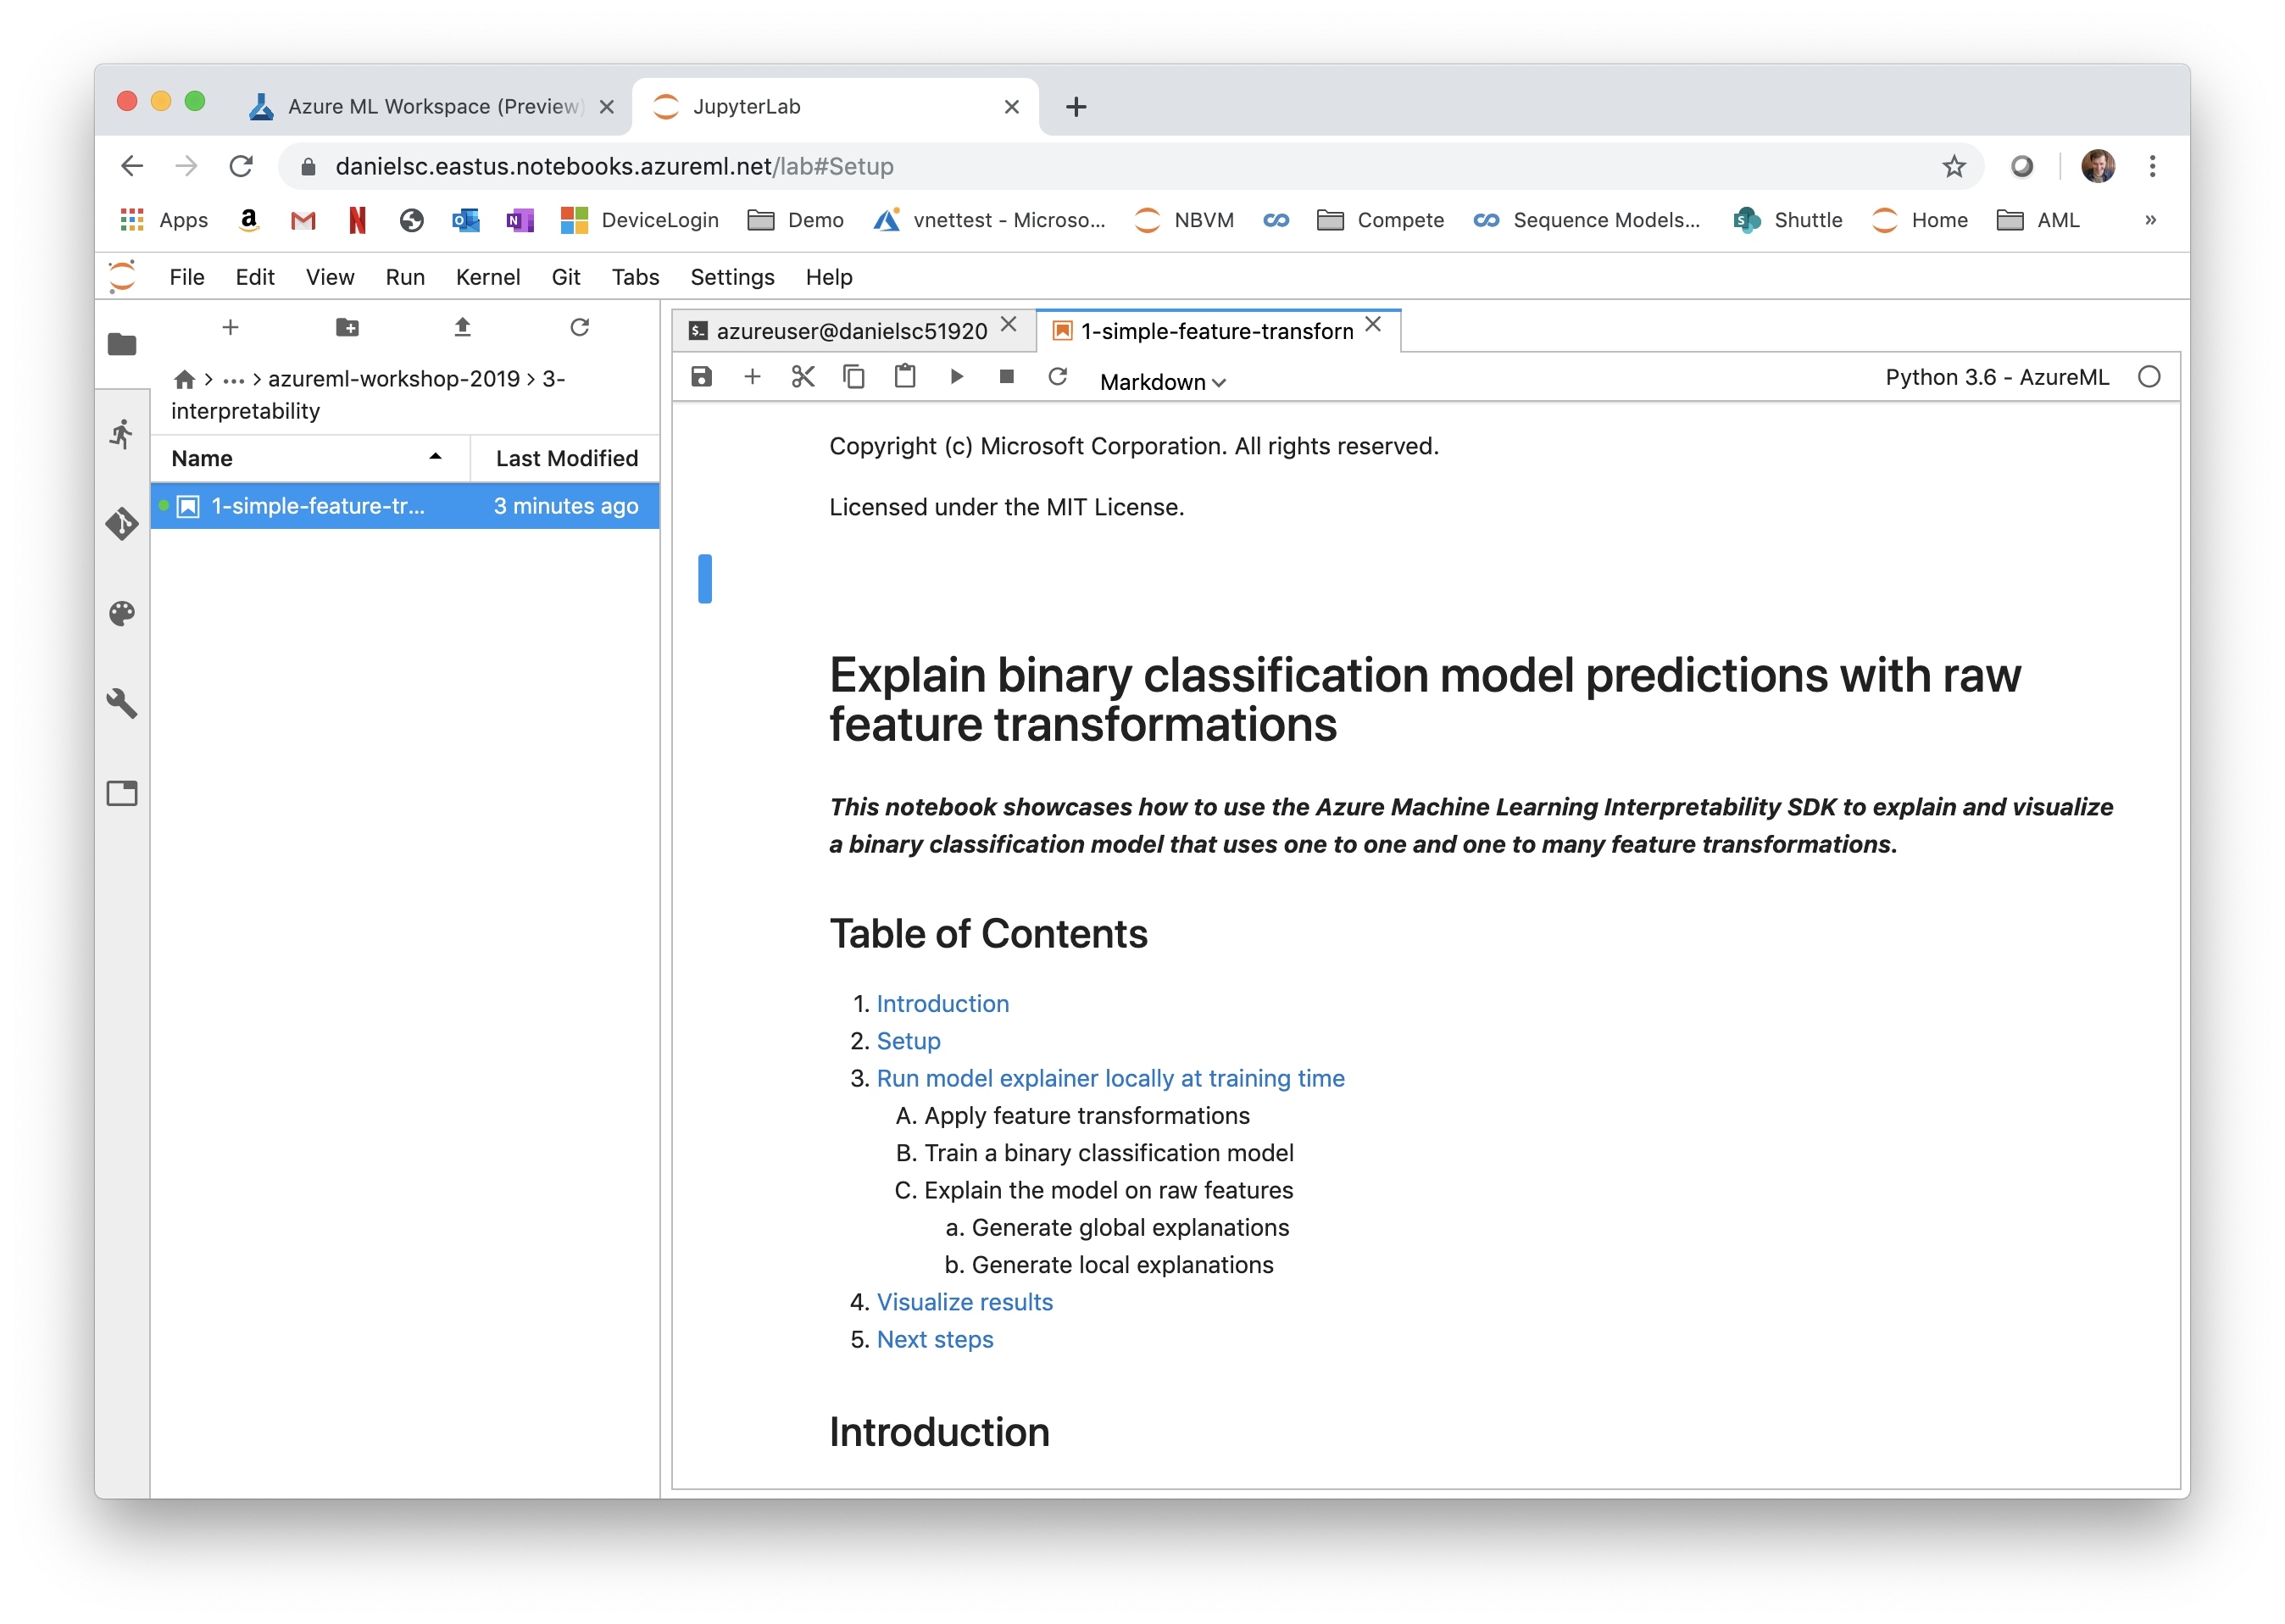 Azure ML Workspace (Preview)
JupyterLab
danielsc.eastus.notebooks.azureml.net/lab#Setup
Apps
DeviceLogin
Demo
vnettest - Microso...
NBVM
Compete
Sequence Models...
Shuttle
Home
AML
»
File Edit View Run Kernel Git Tabs Settings Help
azureuser@danielsc51920
1-simple-feature-transforn
… > azureml-workshop-2019 > 3-
interpretability
Markdown
Python 3.6 - AzureML
Name
Last Modified
1-simple-feature-tr...
3 minutes ago
Copyright (c) Microsoft Corporation. All rights reserved.
Licensed under the MIT License.
Explain binary classification model predictions with raw
feature transformations
This notebook showcases how to use the Azure Machine Learning Interpretability SDK to explain and visualize
a binary classification model that uses one to one and one to many feature transformations.
Table of Contents
1. Introduction
2. Setup
3. Run model explainer locally at training time
A. Apply feature transformations
B. Train a binary classification model
C. Explain the model on raw features
a. Generate global explanations
b. Generate local explanations
4. Visualize results
5. Next steps
Introduction